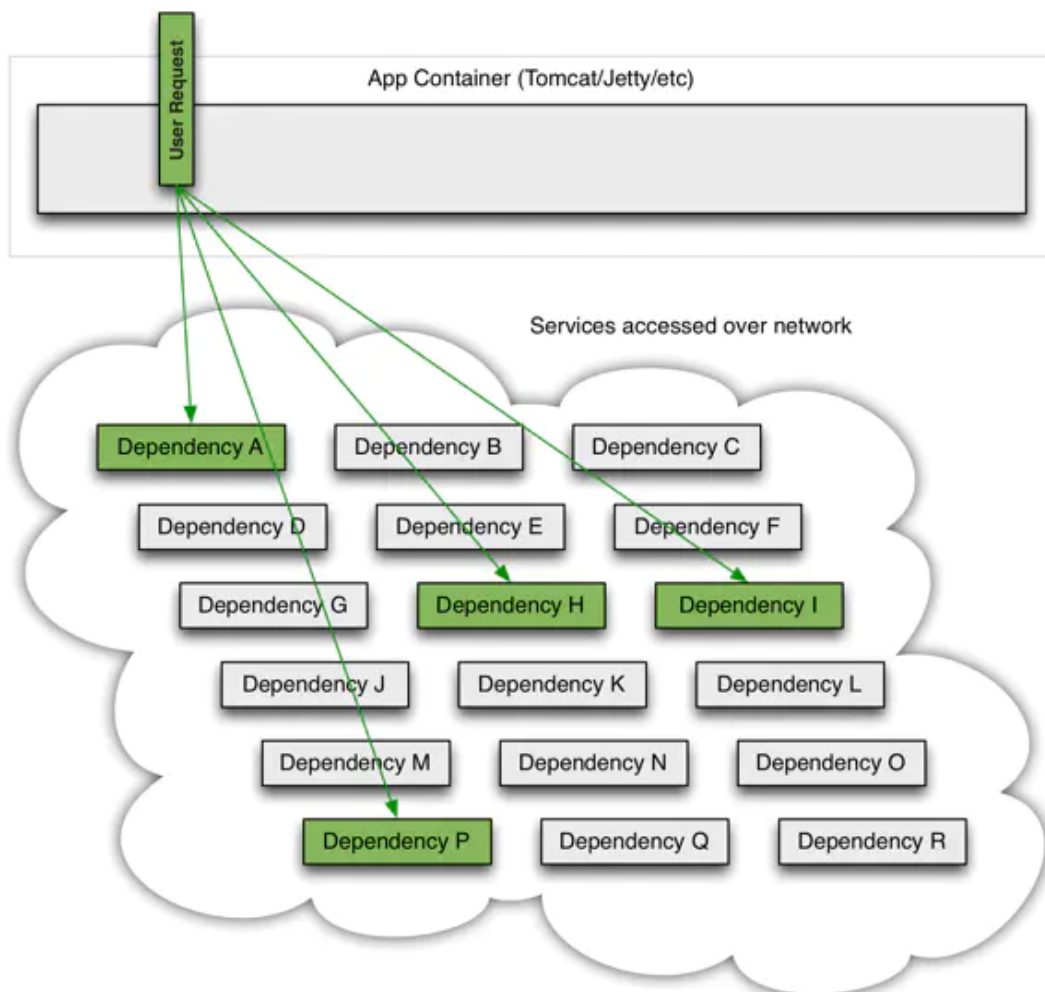 User Request
App Container (Tomcat/Jetty/etc)
Services accessed over network
Dependency A
Dependency B
Dependency C
Dependency D
Dependency E
Dependency F
Dependency G
Dependency H
Dependency I
Dependency J
Dependency K
Dependency L
Dependency M
Dependency N
Dependency O
Dependency P
Dependency Q
Dependency R